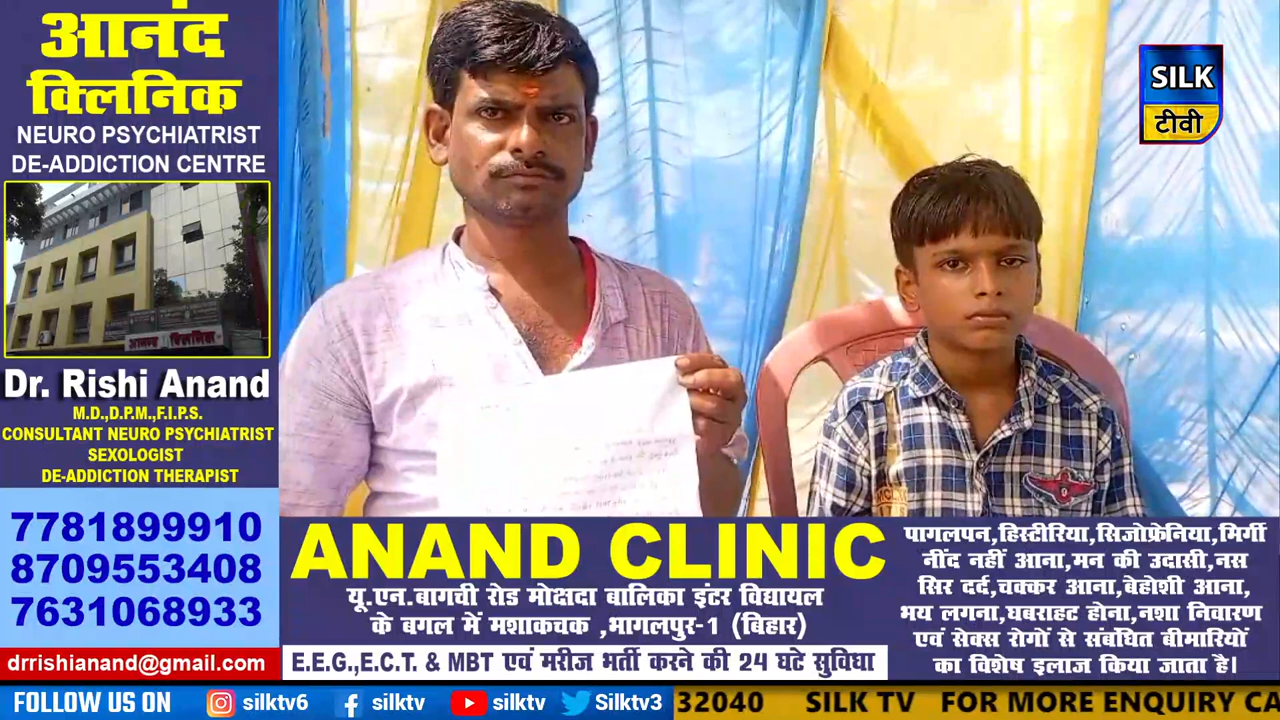 आनंद
क्लिनिक
NEURO PSYCHIATRIST
DE-ADDICTION CENTRE
आनन्द क्लिनिक
Dr. Rishi Anand
M.D.,D.P.M.,F.I.P.S.
CONSULTANT NEURO PSYCHIATRIST
SEXOLOGIST
DE-ADDICTION THERAPIST
7781899910
8709553408
7631068933
drrishianand@gmail.com
SILK
टीवी
ANAND CLINIC
यू.एन.बागची रोड मोक्षदा बालिका इंटर विद्यायल
के बगल में मशाकचक ,भागलपुर-1 (बिहार)
E.E.G.,E.C.T. & MBT एवं मरीज भर्ती करने की 24 घटे सुविधा
पागलपन,हिस्टीरिया,सिजोफ्रेनिया,मिर्गी
नींद नहीं आना,मन की उदासी,नस
सिर दर्द,चक्कर आना,बेहोशी आना,
भय लगना,घबराहट होना,नशा निवारण
एवं सेक्स रोगों से संबंधित बीमारियों
का विशेष इलाज किया जाता है।
FOLLOW US ON silktv6 silktv silktv Silktv3 32040 SILK TV FOR MORE ENQUIRY CA